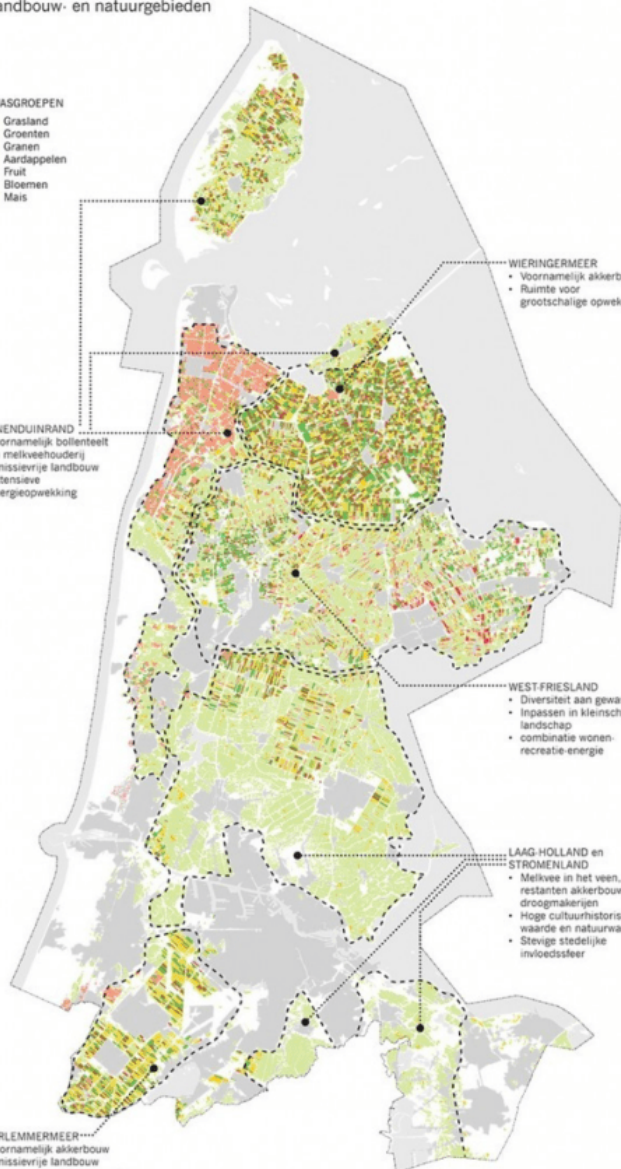 andbouw- en natuurgebieden
ASGROEPEN
Grasland
Groenten
Granen
Aardappelen
Fruit
Bloemen
Mais
WIERINGERMEER
• Voornamelijk akkerb
• Ruimte voor
grootschalige opwek
NENDUINRAND
oornamelijk bollenteelt
melkveehouderij
missievrije landbouw
tensieve
ergieopwekking
WEST-FRIESLAND
• Diversiteit aan gewa
• Inpassen in kleinsch
landschap
• combinatie wonen-
recreatie-energie
LAAG-HOLLAND en
STROMENLAND
• Melkvee in het veen,
restanten akkerbouw
droogmakerijen
• Hoge cultuurhistoris
waarde en natuurwa
• Stevige stedelijke
invloedssfeer
RLEMMERMEER
oornamelijk akkerbouw
missievrije landbouw